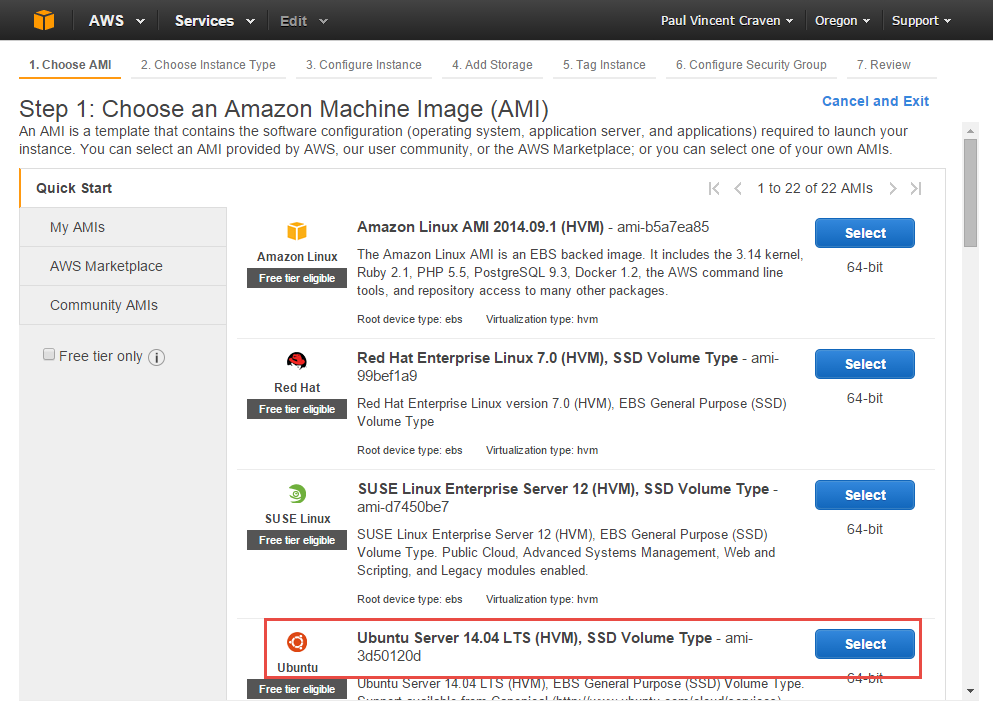 AWS Services Edit Paul Vincent Craven Oregon Support
1. Choose AMI 2. Choose Instance Type 3. Configure Instance 4. Add Storage 5. Tag Instance 6. Configure Security Group 7. Review
Step 1: Choose an Amazon Machine Image (AMI)
Cancel and Exit
An AMI is a template that contains the software configuration (operating system, application server, and applications) required to launch your
instance. You can select an AMI provided by AWS, our user community, or the AWS Marketplace; or you can select one of your own AMIs.
Quick Start
My AMIs
AWS Marketplace
Community AMIs
Free tier only
1 to 22 of 22 AMIs
Amazon Linux
Free tier eligible
Amazon Linux AMI 2014.09.1 (HVM) - ami-b5a7ea85
The Amazon Linux AMI is an EBS backed image. It includes the 3.14 kernel,
Ruby 2.1, PHP 5.5, PostgreSQL 9.3, Docker 1.2, the AWS command line
tools, and repository access to many other packages.
Root device type: ebs Virtualization type: hvm
Select
64-bit
Red Hat
Free tier eligible
Red Hat Enterprise Linux 7.0 (HVM), SSD Volume Type - ami-
99bef1a9
Red Hat Enterprise Linux version 7.0 (HVM), EBS General Purpose (SSD)
Volume Type
Root device type: ebs Virtualization type: hvm
Select
64-bit
SUSE Linux
Free tier eligible
SUSE Linux Enterprise Server 12 (HVM), SSD Volume Type -
ami-d7450be7
SUSE Linux Enterprise Server 12 (HVM), EBS General Purpose (SSD)
Volume Type. Public Cloud, Advanced Systems Management, Web and
Scripting, and Legacy modules enabled.
Root device type: ebs Virtualization type: hvm
Select
64-bit
Ubuntu
Free tier eligible
Ubuntu Server 14.04 LTS (HVM), SSD Volume Type - ami-
3d50120d
Ubuntu Server 14.04 LTS (HVM), EBS General Purpose (SSD) Volume Type.
Support available from Canonical (http://www.ubuntu.com/cloud/services).
Select
64-bit